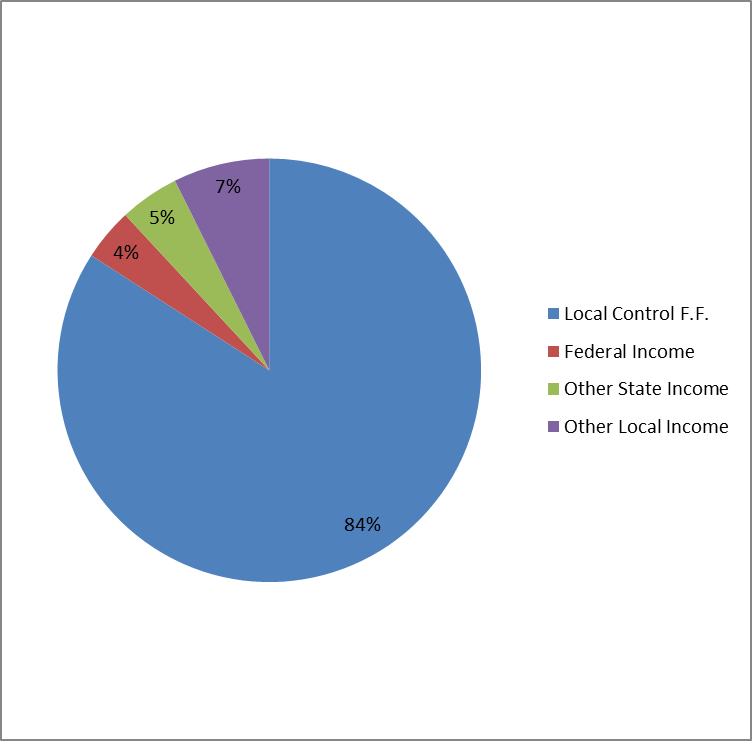 7%
5%
4%
84%
Local Control F.F.
Federal Income
Other State Income
Other Local Income